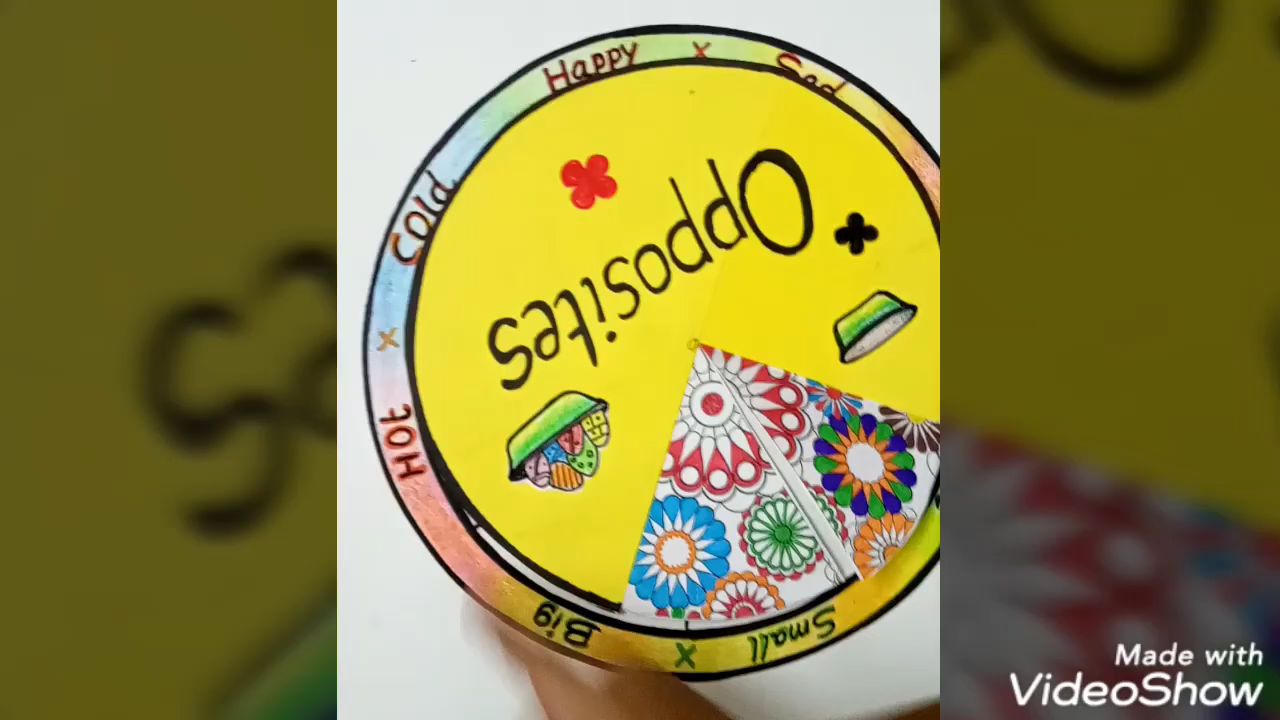 Happy x Sad
Cold x Hot
Opposites
Big x Small
Made with
VideoShow